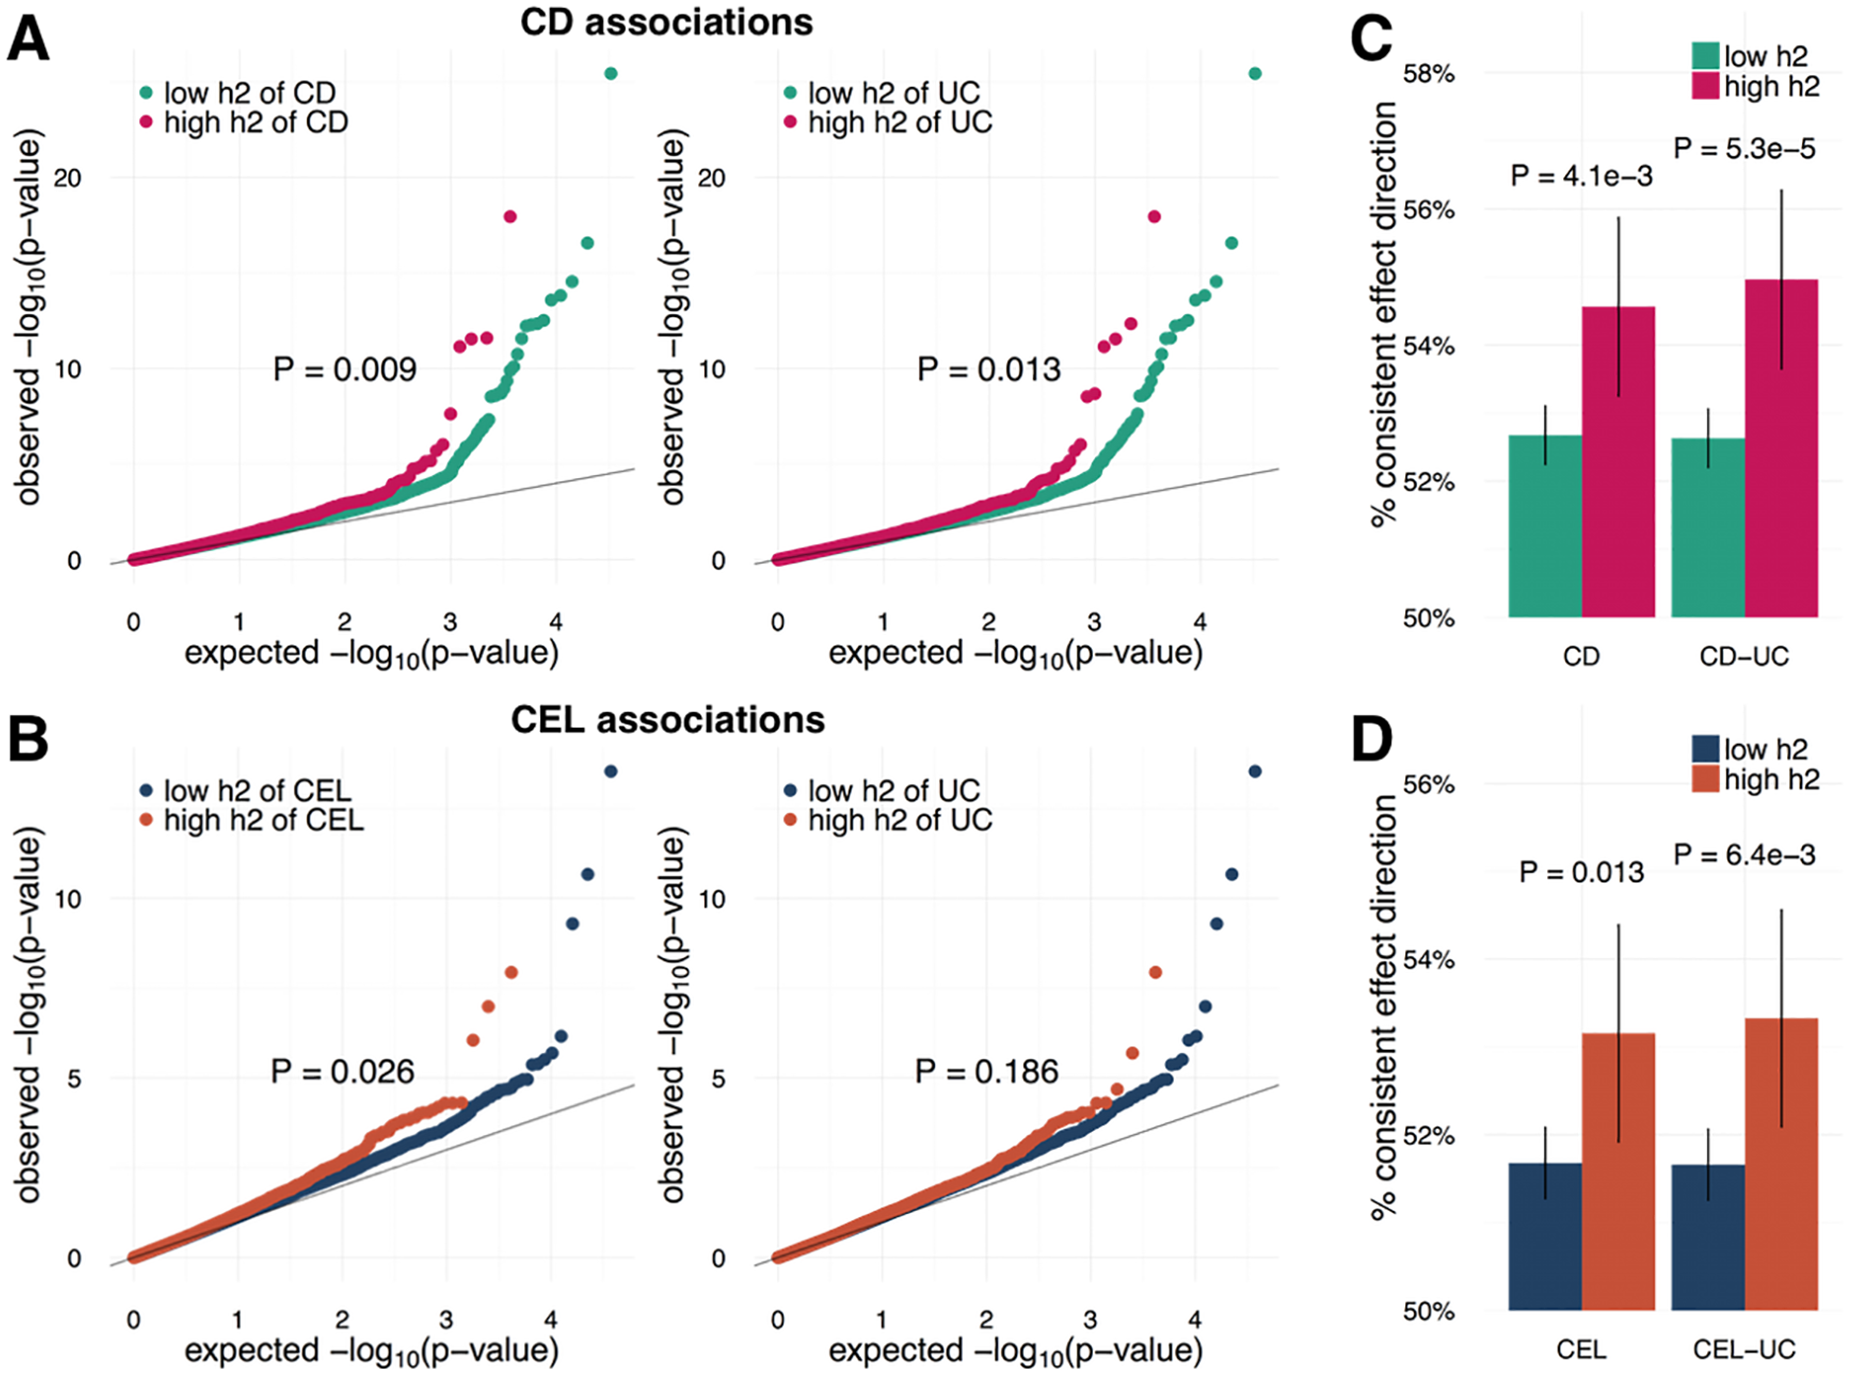 A
CD associations
low h2 of CD
high h2 of CD
P = 0.009
observed −log10(p−value)
20
10
0
0 1 2 3 4
expected −log10(p−value)
low h2 of UC
high h2 of UC
P = 0.013
observed −log10(p−value)
20
10
0
0 1 2 3 4
expected −log10(p−value)
C
low h2
high h2
P = 4.1e−3
P = 5.3e−5
% consistent effect direction
58%
56%
54%
52%
50%
CD
CD−UC
B
CEL associations
low h2 of CEL
high h2 of CEL
P = 0.026
observed −log10(p−value)
10
5
0
0 1 2 3 4
expected −log10(p−value)
low h2 of UC
high h2 of UC
P = 0.186
observed −log10(p−value)
10
5
0
0 1 2 3 4
expected −log10(p−value)
D
low h2
high h2
P = 0.013
P = 6.4e−3
% consistent effect direction
56%
54%
52%
50%
CEL
CEL−UC